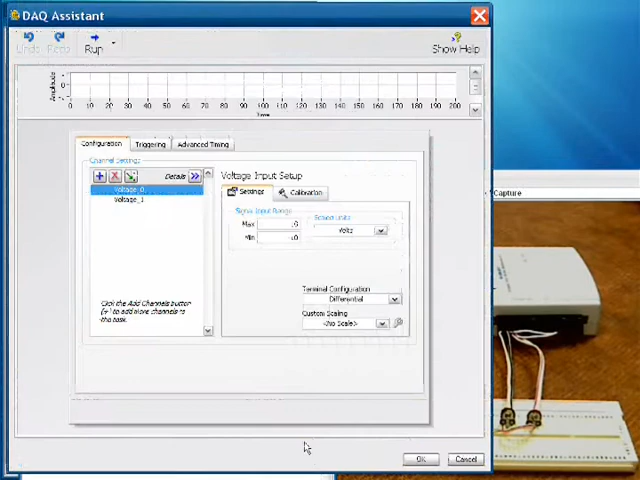 DAQ Assistant
Undo Redo Run Show Help
Amplitude
0 10 20 30 40 50 60 70 80 90 100 110 120 130 140 150 160 170 180 190 200
Time
Configuration Triggering Advanced Timing
Channel Settings
Details
Voltage_0
Voltage_1
Click the Add Channels button
(+) to add more channels to
the task.
Voltage Input Setup
Settings Calibration
Signal Input Range
Max
Min
Scaled Units
Volts
Terminal Configuration
Differential
Custom Scaling
<No Scale>
OK Cancel
Capture